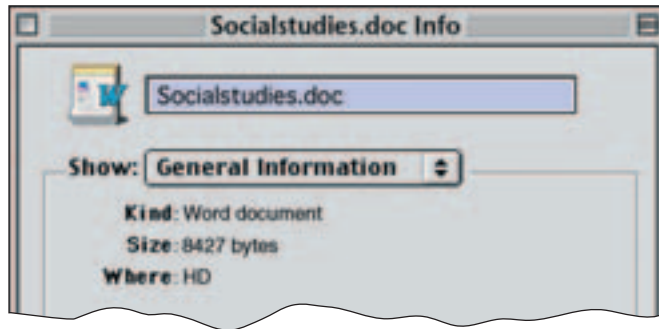 Socialstudies.doc Info
Socialstudies.doc
Show: General Information
Kind: Word document
Size: 8427 bytes
Where: HD